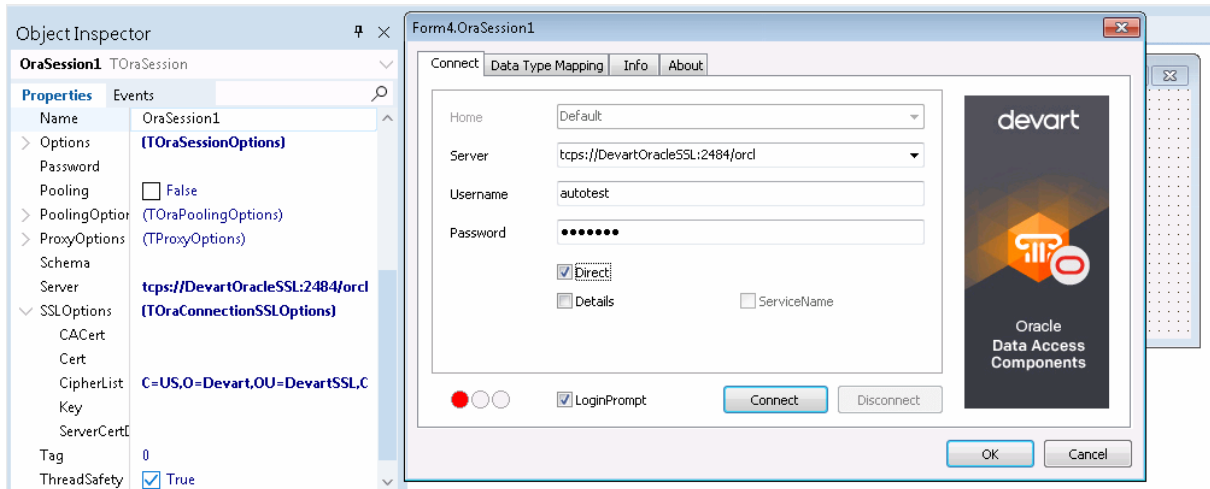 Object Inspector
OraSession1 TOraSession
Properties Events
Name OraSession1
Options (TOraSessionOptions)
Password
Pooling False
PoolingOption (TOraPoolingOptions)
ProxyOptions (TProxyOptions)
Schema
Server tcps://DevartOracleSSL:2484/orcl
SSLOptions (TOraConnectionSSLOptions)
CACert
Cert
CipherList C=US,O=Devart,OU=DevartSSL,C
Key
ServerCertD
Tag 0
ThreadSafety True
Form4.OraSession1
Connect Data Type Mapping Info About
Home Default
Server tcps://DevartOracleSSL:2484/orcl
Username autotest
Password •••••••
Direct
Details ServiceName
LoginPrompt Connect Disconnect
devart
Oracle
Data Access
Components
OK Cancel